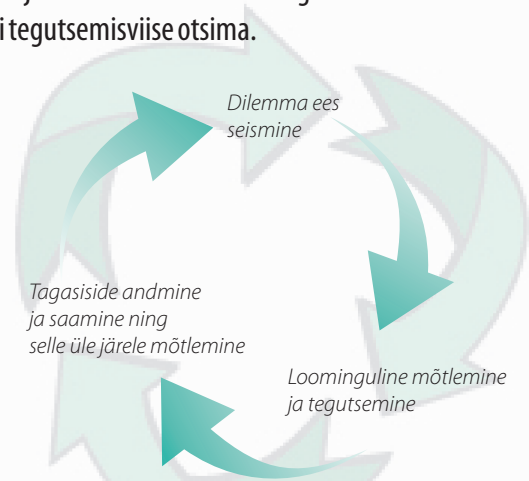 i tegutsemisviise otsima.
Dilemma ees
seismine
Tagasiside andmine
ja saamine ning
selle üle järele mõtlemine
Loominguline mõtlemine
ja tegutsemine